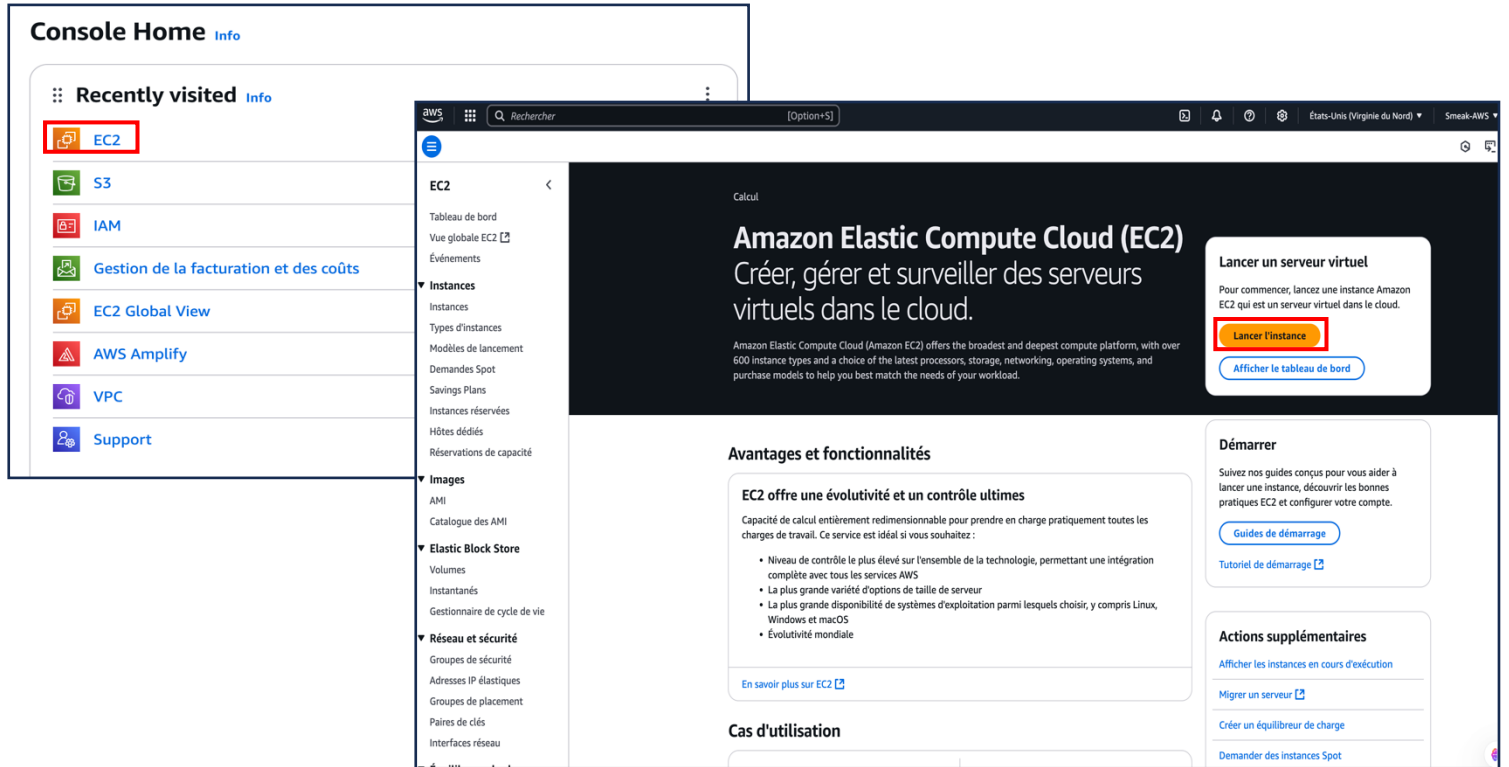 Console Home Info
Recently visited Info
EC2
S3
IAM
Gestion de la facturation et des coûts
EC2 Global View
AWS Amplify
VPC
Support
aws
Rechercher
[Option+S]
États-Unis (Virginie du Nord)
Smeak-AWS
EC2
Tableau de bord
Vue globale EC2
Événements
Instances
Instances
Types d'instances
Modèles de lancement
Demandes Spot
Savings Plans
Instances réservées
Hôtes dédiés
Réservations de capacité
Images
AMI
Catalogue des AMI
Elastic Block Store
Volumes
Instantanés
Gestionnaire de cycle de vie
Réseau et sécurité
Groupes de sécurité
Adresses IP élastiques
Groupes de placement
Paires de clés
Interfaces réseau
Calcul
Amazon Elastic Compute Cloud (EC2)
Créer, gérer et surveiller des serveurs
virtuels dans le cloud.
Amazon Elastic Compute Cloud (Amazon EC2) offers the broadest and deepest compute platform, with over
600 instance types and a choice of the latest processors, storage, networking, operating systems, and
purchase models to help you best match the needs of your workload.
Lancer un serveur virtuel
Pour commencer, lancez une instance Amazon
EC2 qui est un serveur virtuel dans le cloud.
Lancer l'instance
Afficher le tableau de bord
Avantages et fonctionnalités
EC2 offre une évolutivité et un contrôle ultimes
Capacité de calcul entièrement redimensionnable pour prendre en charge pratiquement toutes les
charges de travail. Ce service est idéal si vous souhaitez :
• Niveau de contrôle le plus élevé sur l'ensemble de la technologie, permettant une intégration
complète avec tous les services AWS
• La plus grande variété d'options de taille de serveur
• La plus grande disponibilité de systèmes d'exploitation parmi lesquels choisir, y compris Linux,
Windows et macOS
• Évolutivité mondiale
En savoir plus sur EC2
Cas d'utilisation
Démarrer
Suivez nos guides conçus pour vous aider à
lancer une instance, découvrir les bonnes
pratiques EC2 et configurer votre compte.
Guides de démarrage
Tutoriel de démarrage
Actions supplémentaires
Afficher les instances en cours d'exécution
Migrer un serveur
Créer un équilibreur de charge
Demander des instances Spot